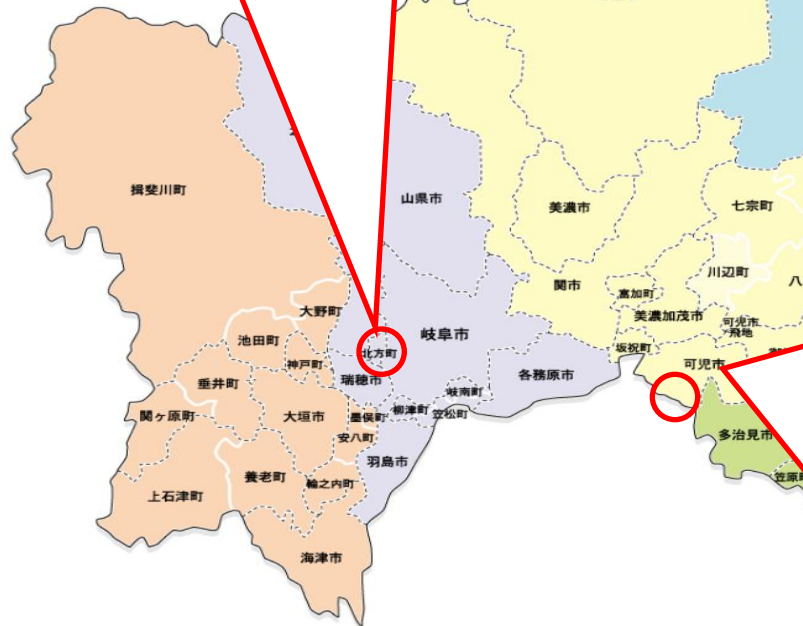 揖斐川町
山県市
美濃市
七宗町
川辺町
関市
富加町
大野町
美濃加茂市
可児市
飛地
岐阜市
池田町
坂祝町
北方町
神戸町
可児市
瑞穂市
各務原市
垂井町
岐南町
関ヶ原町
大垣市
墨俣町
柳津町
笠松町
安八町
多治見市
羽島市
養老町
輪之内町
上石津町
海津市